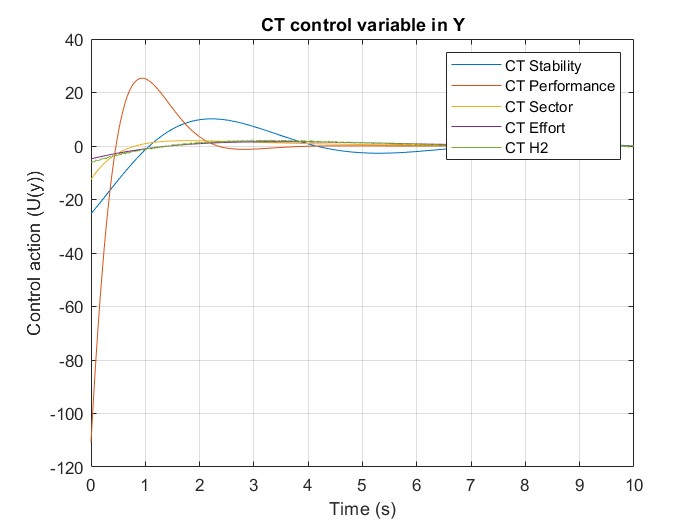 CT control variable in Y
40
20
0
-20
-40
-60
-80
-100
-120
Control action (U(y))
CT Stability
CT Performance
CT Sector
CT Effort
CT H2
0 1 2 3 4 5 6 7 8 9 10
Time (s)